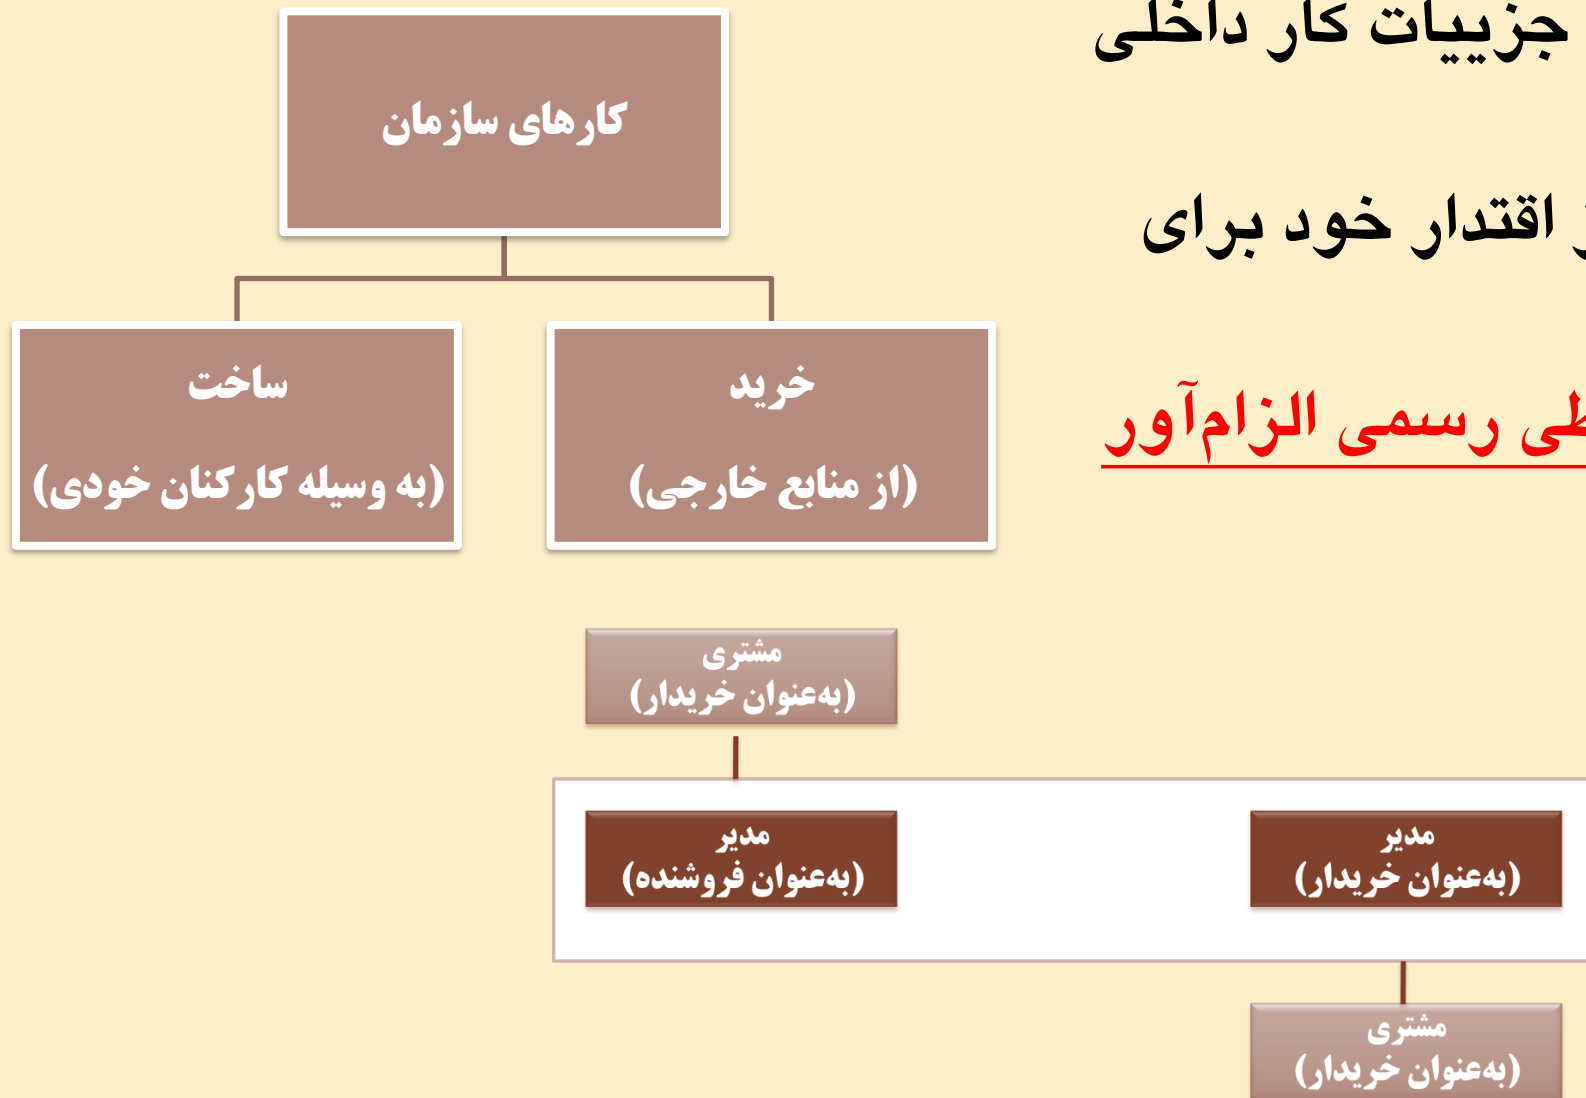 جزییات کار داخلی
اقتدار خود برای
رسمی الزام‌آور
کارهای سازمان
خرید
(از منابع خارجی)
ساخت
(به وسیله کارکنان خودی)
مشتری
(به‌عنوان خریدار)
مدیر
(به‌عنوان خریدار)
مدیر
(به‌عنوان فروشنده)
مشتری
(به‌عنوان خریدار)